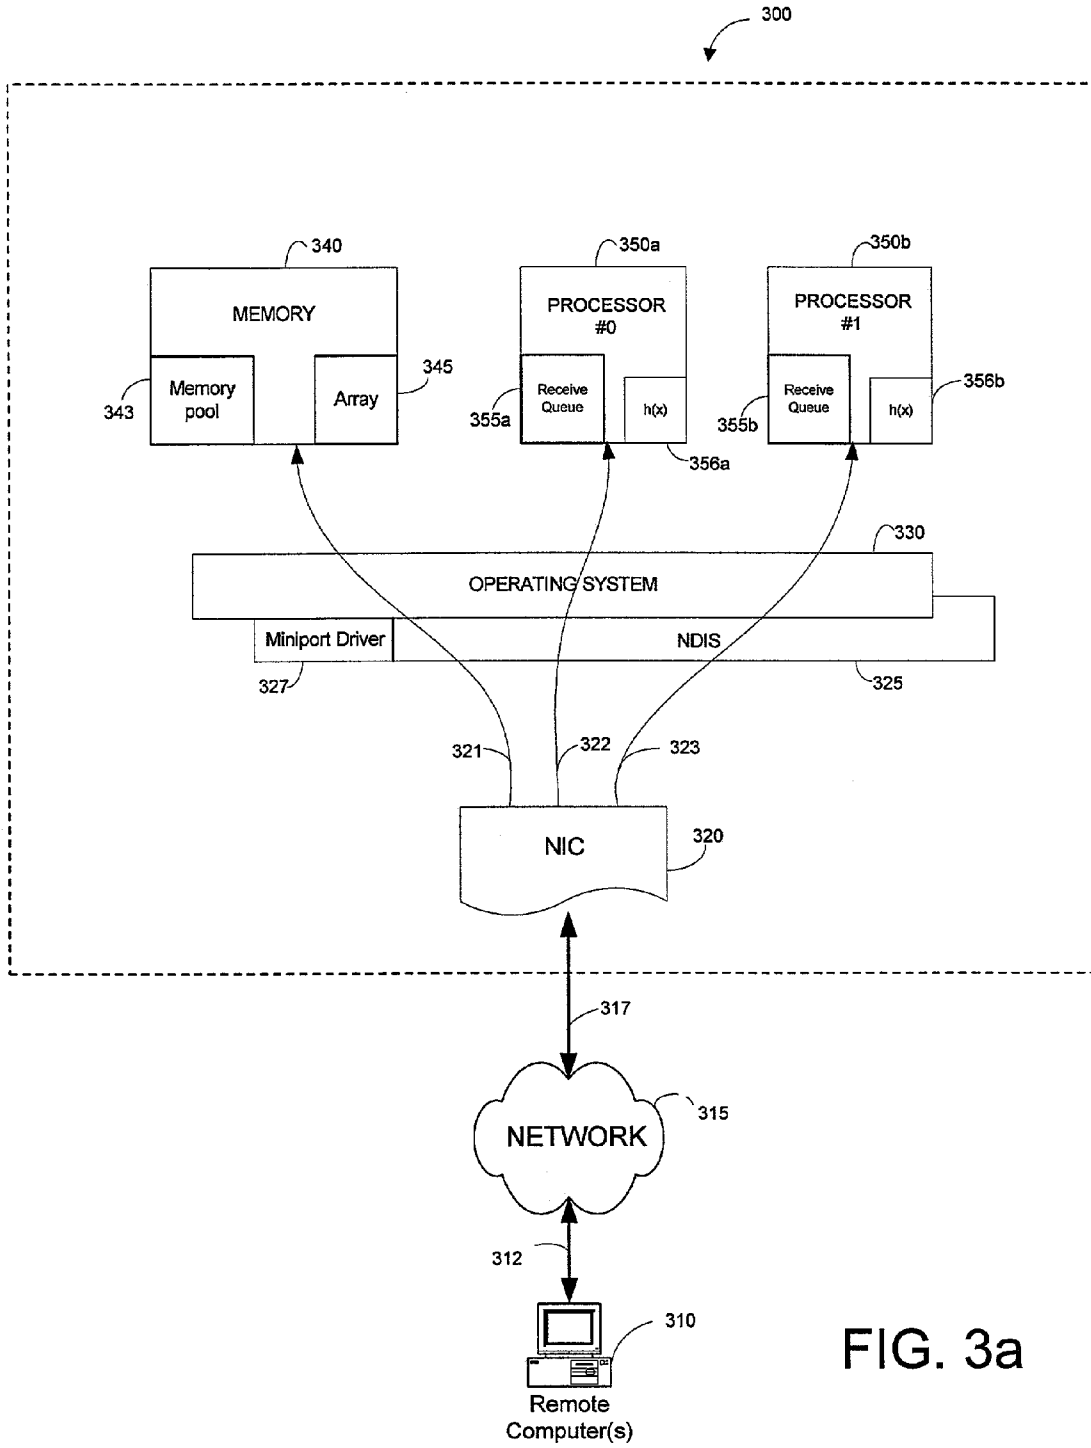 300
340
350a
350b
MEMORY
PROCESSOR
#0
PROCESSOR
#1
343
Memory
pool
Array
345
355a
Receive
Queue
h(x)
356a
355b
Receive
Queue
h(x)
356b
330
OPERATING SYSTEM
Miniport Driver
NDIS
327
325
321
322
323
NIC
320
317
NETWORK
315
312
310
Remote
Computer(s)
FIG. 3a